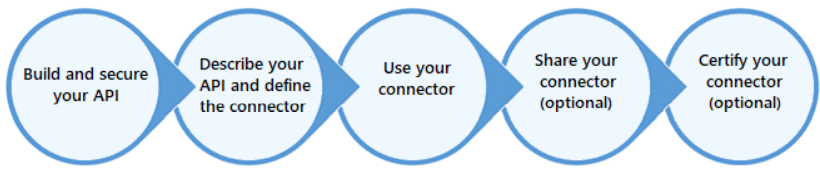 Build and secure
your API
Describe your
API and define
the connector
Use your
connector
Share your
connector
(optional)
Certify your
connector
(optional)